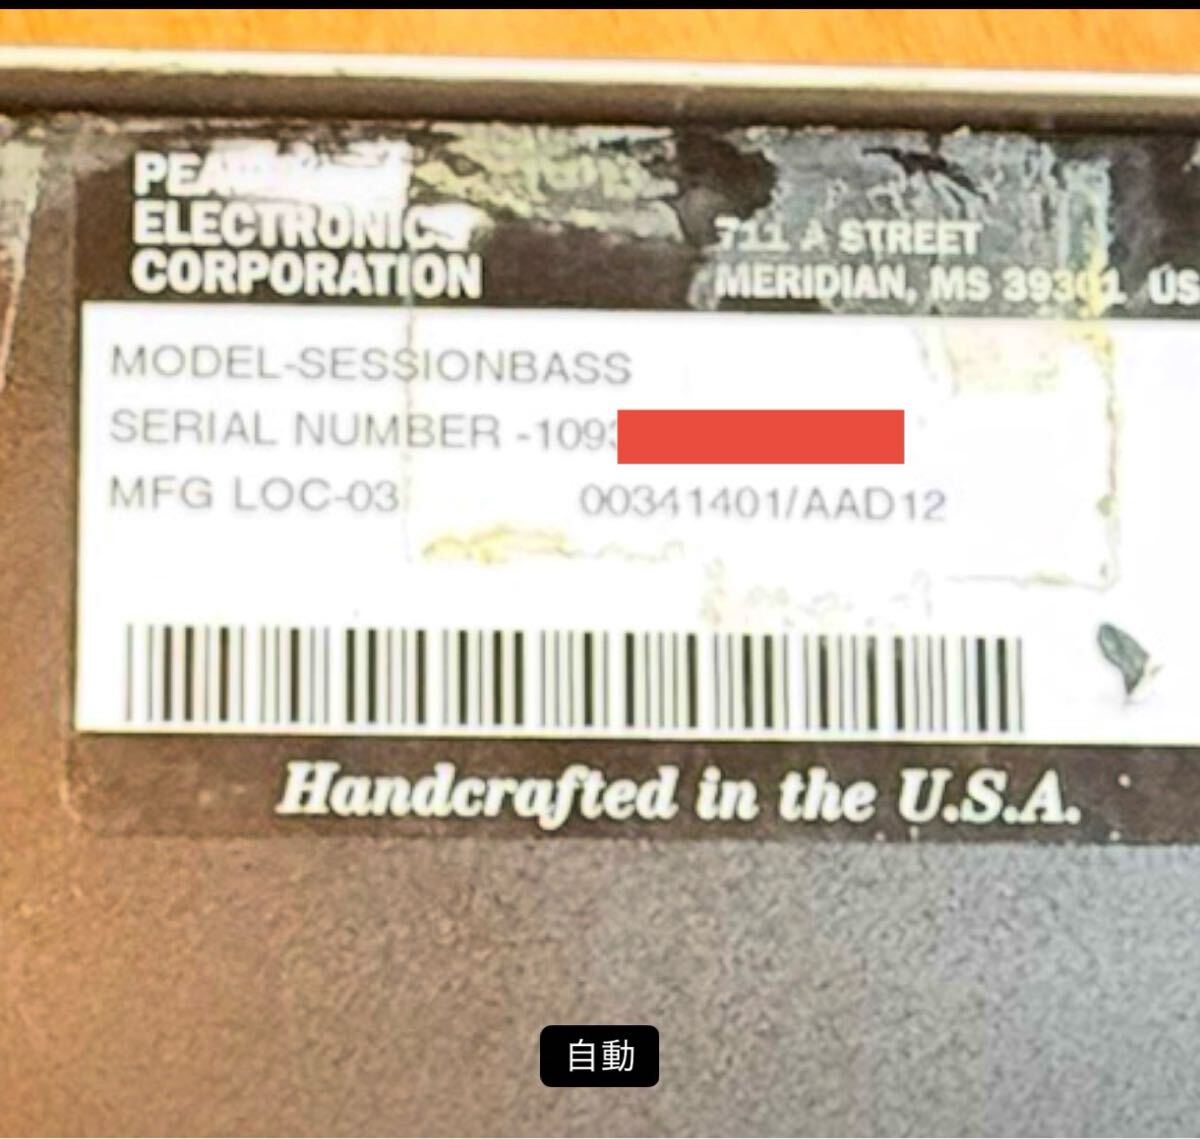 ELECTRONICS
CORPORATION
711 A STREET
MERIDIAN, MS 39301 US
MODEL-SESSIONBASS
SERIAL NUMBER -1093
MFG LOC-03 00341401/AAD12
Handcrafted in the U.S.A.
自動